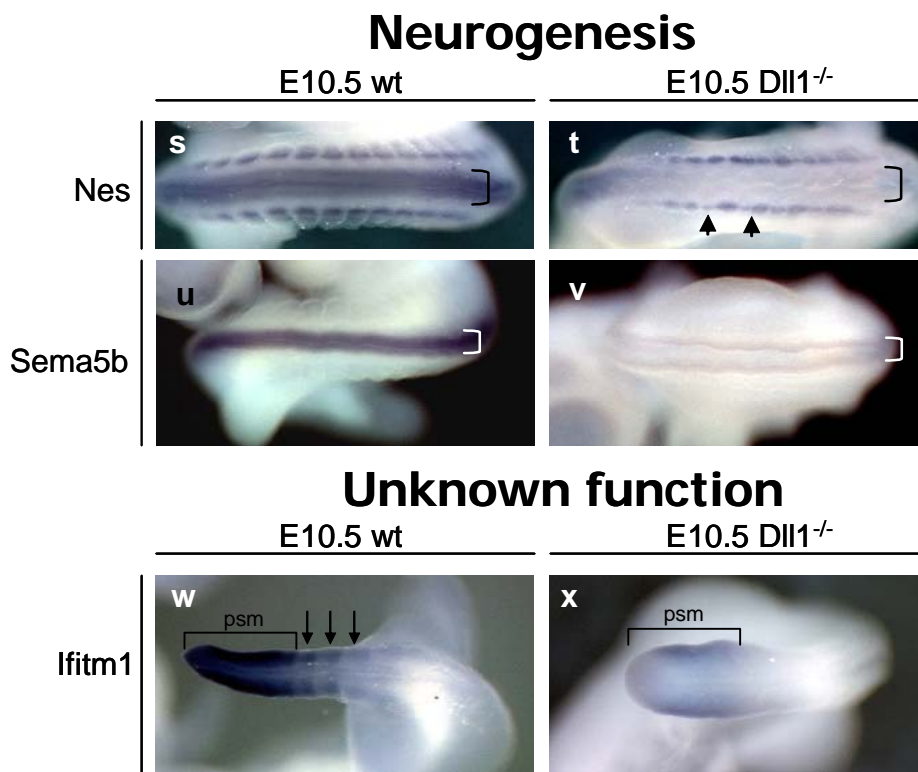 Neurogenesis
E10.5 wt
E10.5 Dll1-/-
Nes
s
t
Sema5b
u
v
Unknown function
E10.5 wt
E10.5 Dll1-/-
Ifitm1
w
psm
x
psm